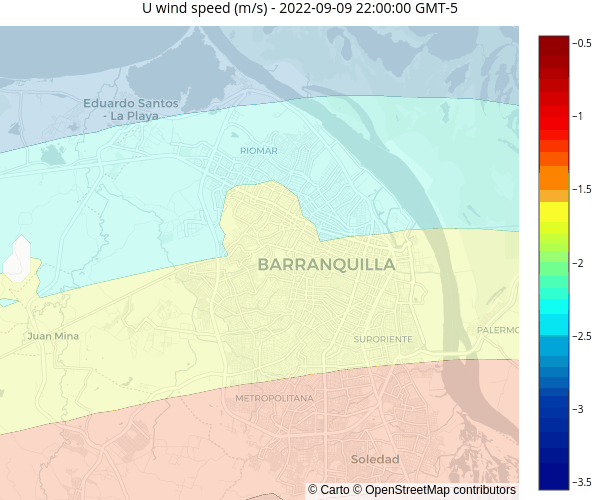 U wind speed (m/s) - 2022-09-09 22:00:00 GMT-5
−0.5
Eduardo Santos
- La Playa
−1
RIOMAR
−1.5
BARRANQUILLA
−2
Juan Mina
SURORIENTE
PALERMO
−2.5
METROPOLITANA
−3
Soledad
−3.5
© Carto © OpenStreetMap contributors